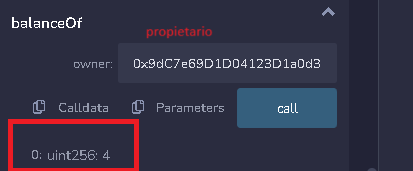 balanceOf
propietario
owner: 0x9dC7e69D1D04123D1a0d3
Calldata Parameters call
0: uint256: 4